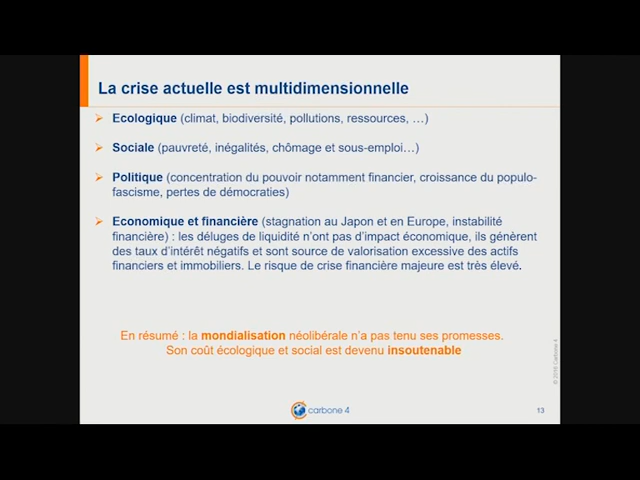 La crise actuelle est multidimensionnelle
➢ Ecologique (climat, biodiversité, pollutions, ressources, …)
➢ Sociale (pauvreté, inégalités, chômage et sous-emploi…)
➢ Politique (concentration du pouvoir notamment financier, croissance du populo-
fascisme, pertes de démocraties)
➢ Economique et financière (stagnation au Japon et en Europe, instabilité
financière) : les déluges de liquidité n’ont pas d’impact économique, ils génèrent
des taux d’intérêt négatifs et sont source de valorisation excessive des actifs
financiers et immobiliers. Le risque de crise financière majeure est très élevé.
En résumé : la mondialisation néolibérale n’a pas tenu ses promesses.
Son coût écologique et social est devenu insoutenable
carbone 4
13